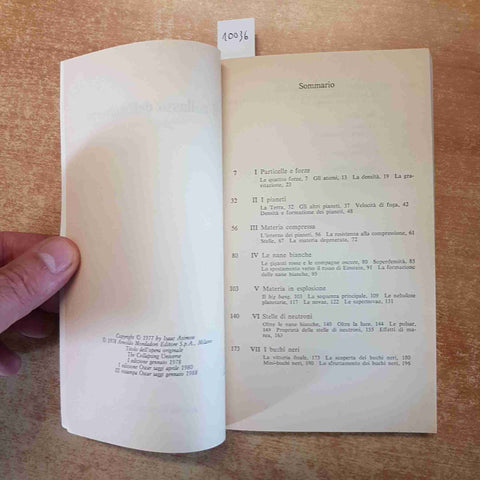 10036
Copyright © 1977 by Isaac Asimov
© 1978 Arnoldo Mondadori Editore S.p.A., Milano
Titolo dell'opera originale
The Collapsing Universe
I edizione gennaio 1978
I edizione Oscar saggi aprile 1980
III ristampa Oscar saggi gennaio 1988
Sommario
7 I Particelle e forze
Le quattro forze, 7 Gli atomi, 13 La densità, 19 La gra-
vitazione, 23
32 II I pianeti
La Terra, 32 Gli altri pianeti, 37 Velocità di fuga, 42
Densità e formazione dei pianeti, 48
56 III Materia compressa
L'interno dei pianeti, 56 La resistenza alla compressione, 61
Stelle, 67 La materia degenerata, 72
80 IV Le nane bianche
Le giganti rosse e le compagne oscure, 80 Superdensità, 85
Lo spostamento verso il rosso di Einstein, 91 La formazione
delle nane bianche, 95
103 V Materia in esplosione
Il big bang, 103 La sequenza principale, 109 Le nebulose
planetarie, 117 Le novae, 122 Le supernovae, 131
140 VI Stelle di neutroni
Oltre le nane bianche, 140 Oltre la luce, 144 Le pulsar,
149 Proprietà delle stelle di neutroni, 155 Effetti di
marea, 163
173 VII I buchi neri
La vittoria finale, 173 La scoperta dei buchi neri, 180
Mini-buchi neri, 190 Lo sfruttamento dei buchi neri, 196